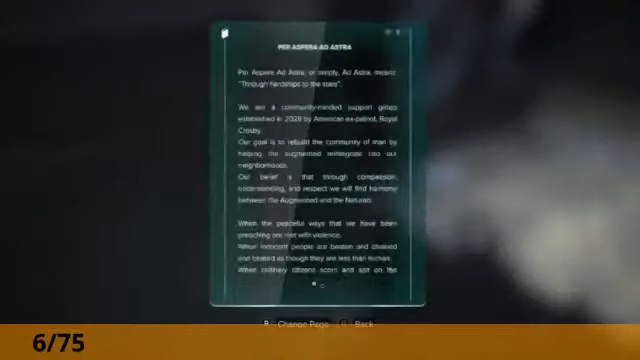 PER ASPERA AD ASTRA
Per Aspera Ad Astra, or simply, Ad Astra, means
"Through hardships to the stars".
We are a community-minded support group
established in 2028 by American ex-patriot, Royal
Crosby.
Our goal is to rebuild the community of man by
helping the augmented reintegrate into our
neighborhoods.
Our belief is that through compassion,
understanding, and respect we will find harmony
between the Augmented and the Naturals.
When the peaceful ways that we have been
preaching are met with violence.
When innocent people are beaten and
and treated as though they are less than human.
When ordinary citizens scorn and spit on the
Change Page Back
6/75